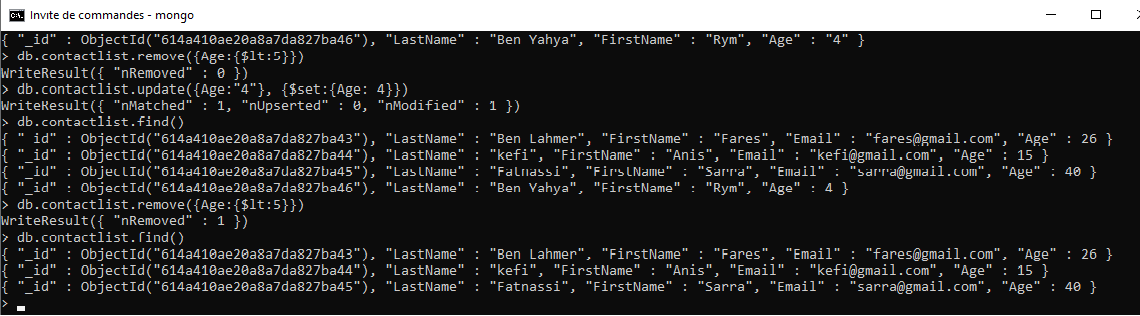 Invite de commandes - mongo
{ "_id" : ObjectId("614a410ae20a8a7da827ba46"), "LastName" : "Ben Yahya", "FirstName" : "Rym", "Age" : "4" }
> db.contactlist.remove({Age:{$lt:5}})
WriteResult({ "nRemoved" : 0 })
> db.contactlist.update({Age:"4"}, {$set:{Age: 4}})
WriteResult({ "nMatched" : 1, "nUpserted" : 0, "nModified" : 1 })
> db.contactlist.find()
{ "_id" : ObjectId("614a410ae20a8a7da827ba43"), "LastName" : "Ben Lahmer", "FirstName" : "Fares", "Email" : "fares@gmail.com", "Age" : 26 }
{ "_id" : ObjectId("614a410ae20a8a7da827ba44"), "LastName" : "kefi", "FirstName" : "Anis", "Email" : "kefi@gmail.com", "Age" : 15 }
{ "_id" : ObjectId("614a410ae20a8a7da827ba45"), "LastName" : "Fatnassi", "FirstName" : "Sarra", "Email" : "sarra@gmail.com", "Age" : 40 }
{ "_id" : ObjectId("614a410ae20a8a7da827ba46"), "LastName" : "Ben Yahya", "FirstName" : "Rym", "Age" : 4 }
> db.contactlist.remove({Age:{$lt:5}})
WriteResult({ "nRemoved" : 1 })
> db.contactlist.find()
{ "_id" : ObjectId("614a410ae20a8a7da827ba43"), "LastName" : "Ben Lahmer", "FirstName" : "Fares", "Email" : "fares@gmail.com", "Age" : 26 }
{ "_id" : ObjectId("614a410ae20a8a7da827ba44"), "LastName" : "kefi", "FirstName" : "Anis", "Email" : "kefi@gmail.com", "Age" : 15 }
{ "_id" : ObjectId("614a410ae20a8a7da827ba45"), "LastName" : "Fatnassi", "FirstName" : "Sarra", "Email" : "sarra@gmail.com", "Age" : 40 }
>